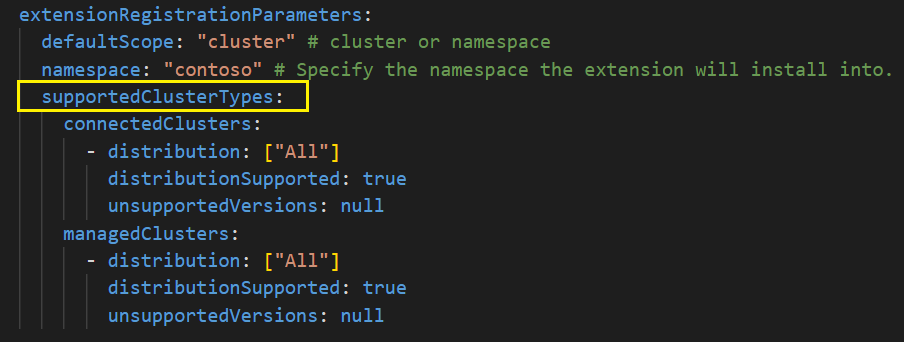 extensionRegistrationParameters:
  defaultScope: "cluster" # cluster or namespace
  namespace: "contoso" # Specify the namespace the extension will install into.
  supportedClusterTypes:
    connectedClusters:
      - distribution: ["All"]
        distributionSupported: true
        unsupportedVersions: null
    managedClusters:
      - distribution: ["All"]
        distributionSupported: true
        unsupportedVersions: null